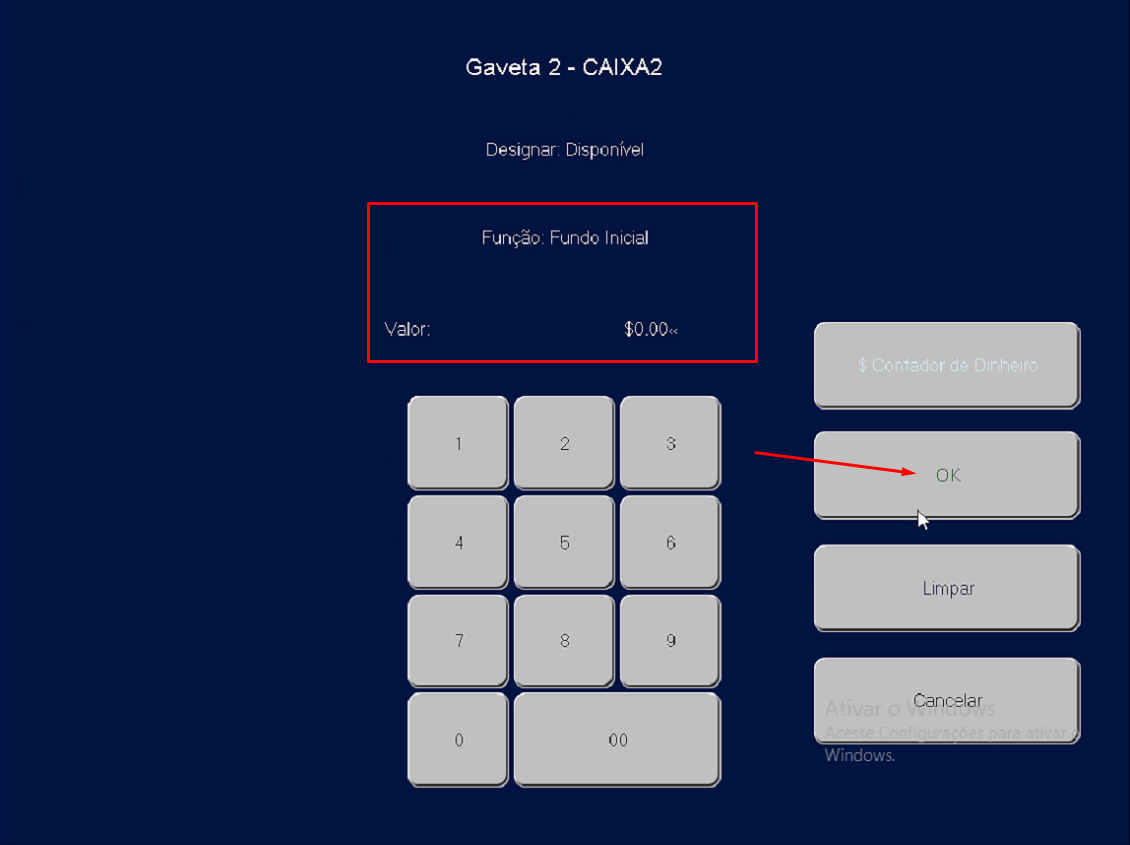 Gaveta 2 - CAIXA2
Designar: Disponível
Função: Fundo Inicial
Valor: $0.00<<
$ Contador de Dinheiro
1 2 3
OK
4 5 6
Limpar
7 8 9
Cancelar
Ativar o Windows
Acesse Configurações para ativar o
Windows.
0 00